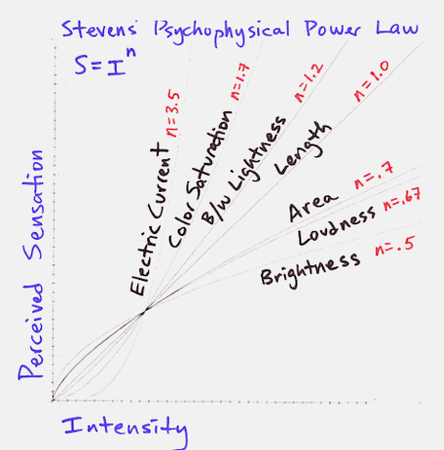 Stevens' Psychophysical Power Law
S=Iⁿ
Electric Current n=3.5
Color Saturation n=1.7
B/W Lightness n=1.2
Length n=1.0
Area n=.7
Loudness n=.67
Brightness n=.5
Perceived Sensation
Intensity